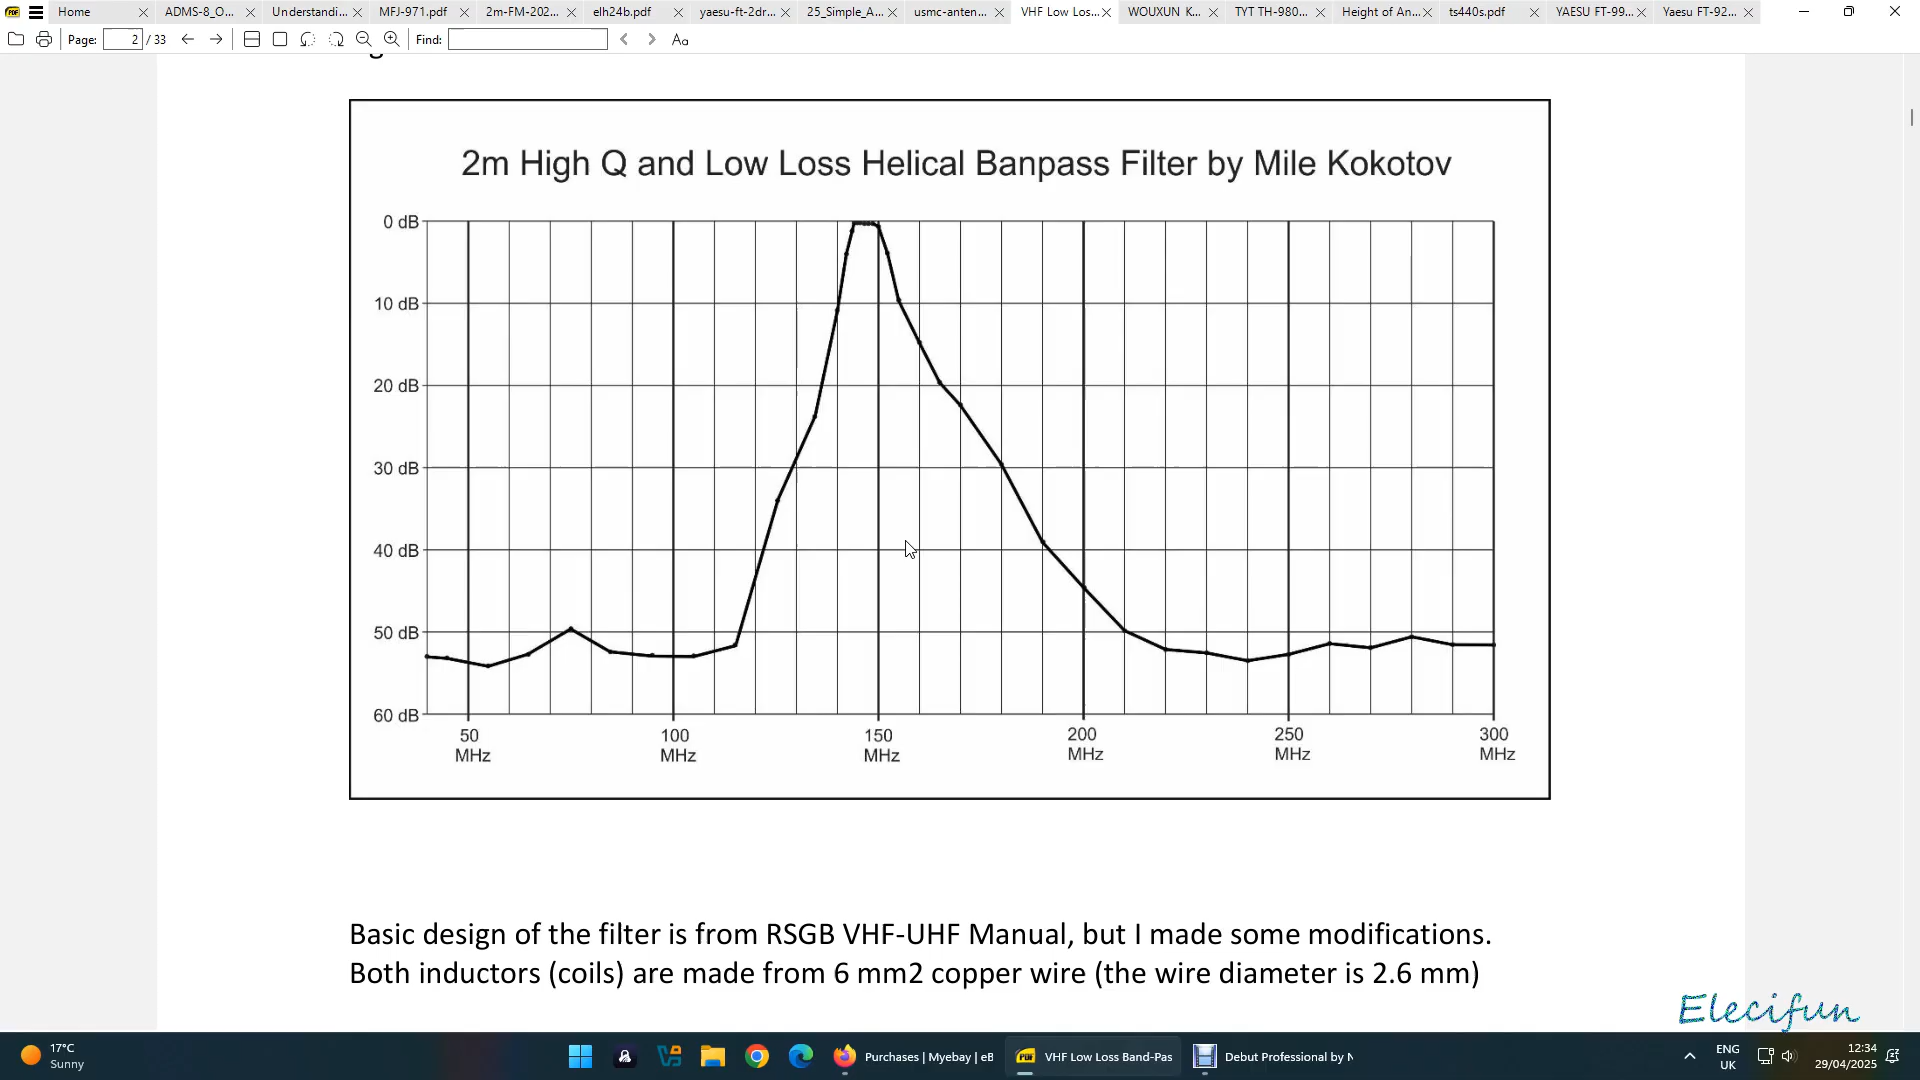 Home
ADMS-8_O...
Understandi...
MFJ-971.pdf
2m-FM-202...
elh24b.pdf
yaesu-ft-2dr...
25_Simple_A...
usmc-anten...
VHF Low Los...
WOUXUN K...
TYT TH-980...
Height of An...
ts440s.pdf
YAESU FT-99...
Yaesu FT-92...
Page: 2 / 33
Find:
Aa
2m High Q and Low Loss Helical Banpass Filter by Mile Kokotov
0 dB
10 dB
20 dB
30 dB
40 dB
50 dB
60 dB
50 MHz
100 MHz
150 MHz
200 MHz
250 MHz
300 MHz
Basic design of the filter is from RSGB VHF-UHF Manual, but I made some modifications.
Both inductors (coils) are made from 6 mm2 copper wire (the wire diameter is 2.6 mm)
Elecifun
17°C
Sunny
Purchases | Myebay | eB
PDF
VHF Low Loss Band-Pas
Debut Professional by N
ENG
UK
12:34
29/04/2025